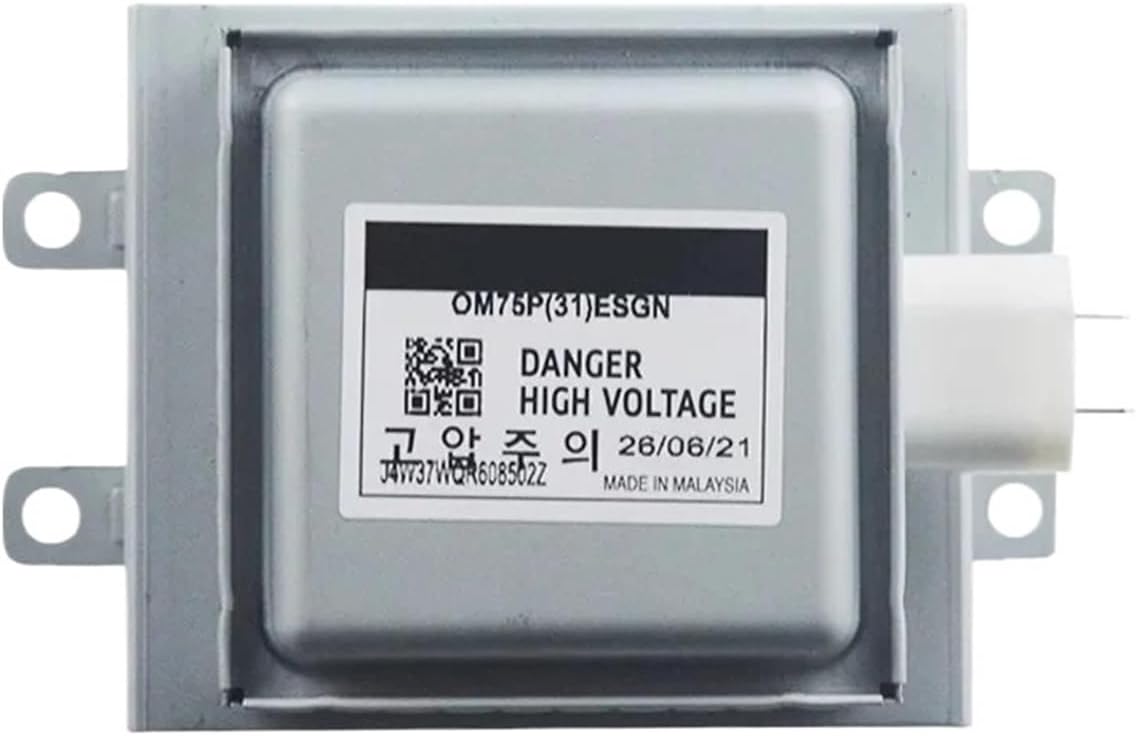 OM75P(31)ESGN
DANGER
HIGH VOLTAGE
고 압 주 의 26/06/21
J4W37WQR608502Z
MADE IN MALAYSIA